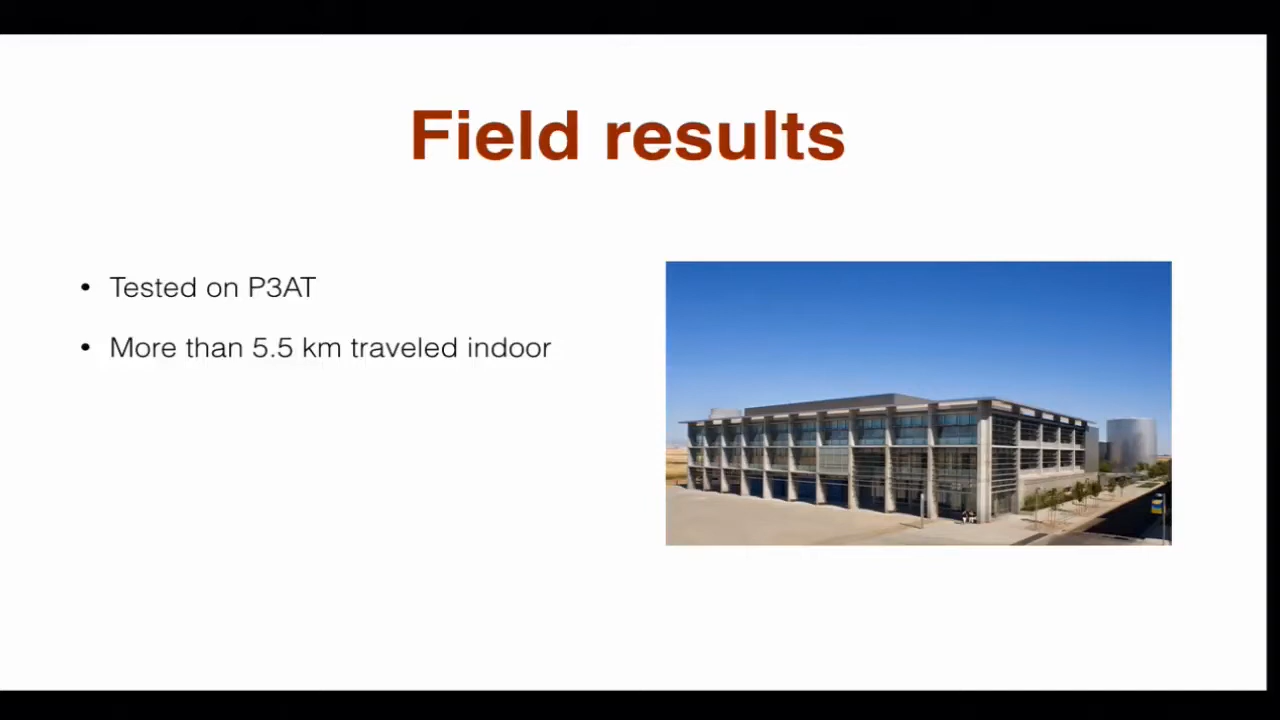 Field results
• Tested on P3AT
• More than 5.5 km traveled indoor